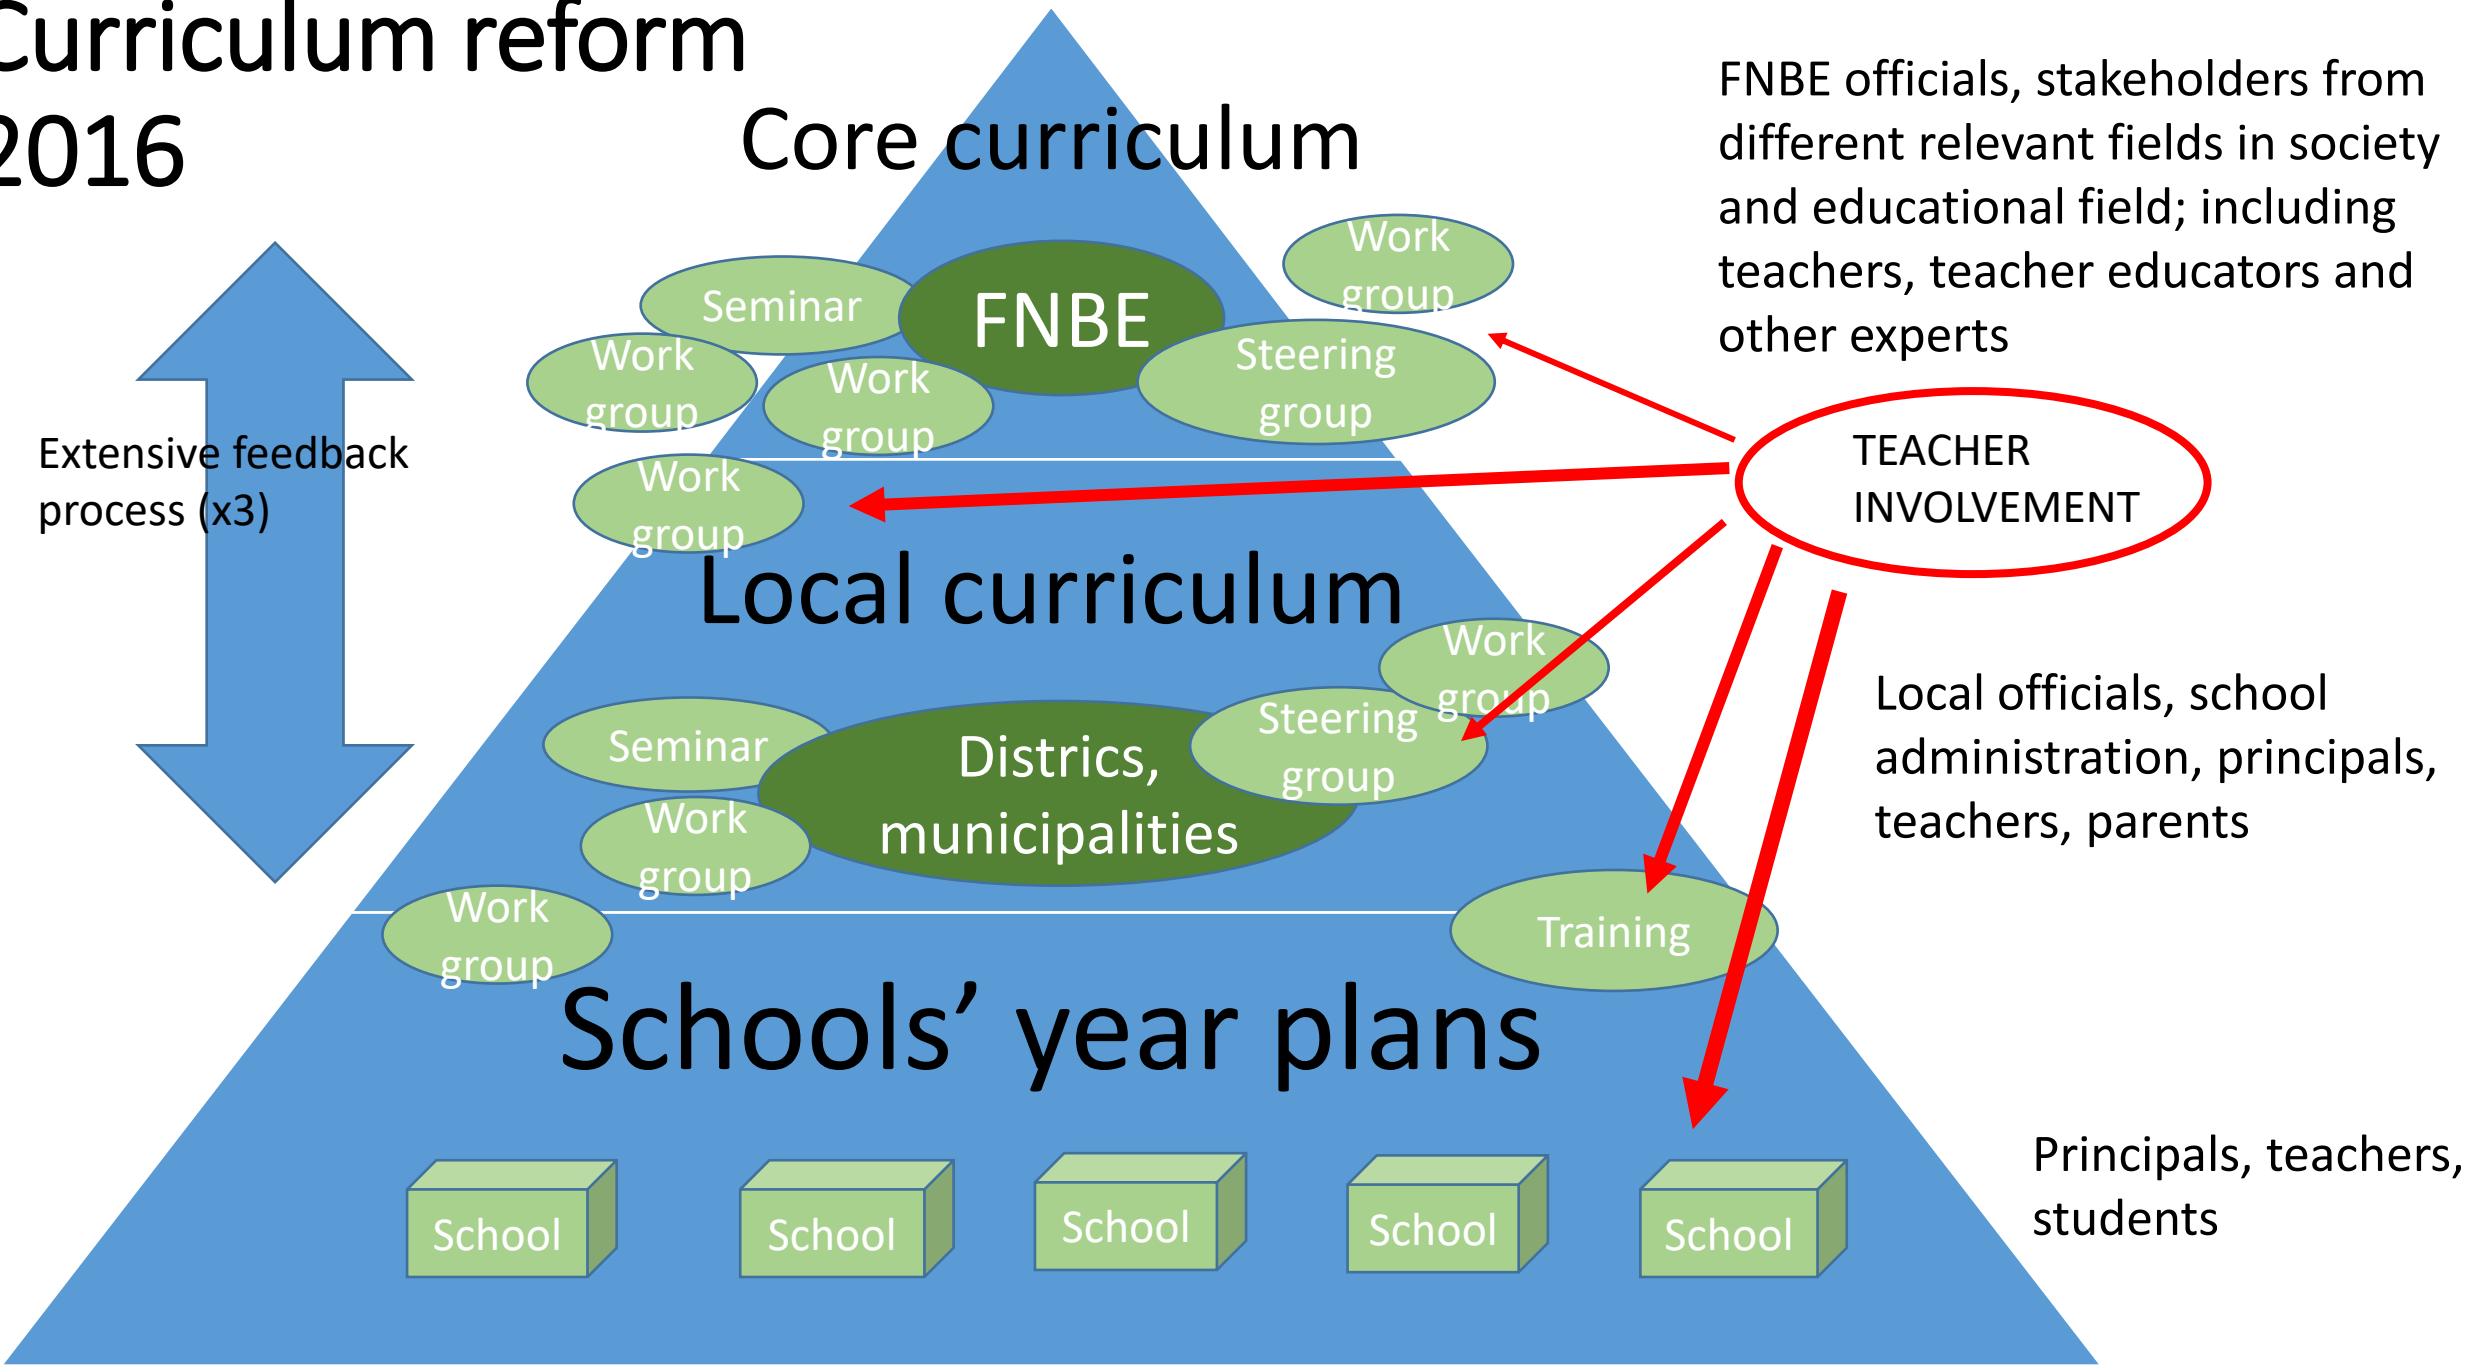 Curriculum reform
2016
Core curriculum
FNBE officials, stakeholders from
different relevant fields in society
and educational field; including
teachers, teacher educators and
other experts
Work
group
Seminar
FNBE
Work
group
Work
group
Steering
group
Extensive feedback
process (x3)
TEACHER
INVOLVEMENT
Work
group
Local curriculum
Work
group
Seminar
Districs,
municipalities
Steering
group
Local officials, school
administration, principals,
teachers, parents
Work
group
Work
group
Training
Schools’ year plans
School
School
School
School
School
Principals, teachers,
students